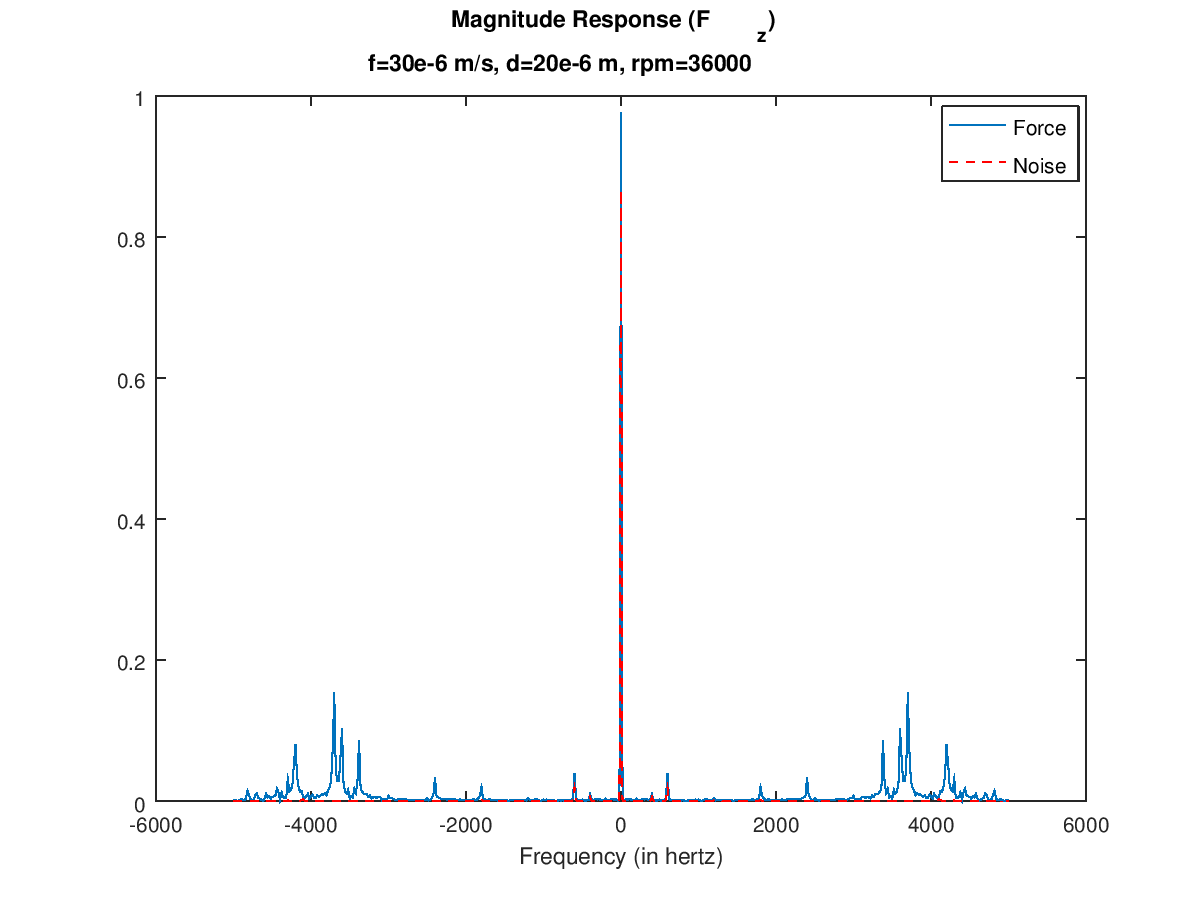 Magnitude Response (F z)
f=30e-6 m/s, d=20e-6 m, rpm=36000
1
0.8
0.6
0.4
0.2
0
Force
Noise
-6000 -4000 -2000 0 2000 4000 6000
Frequency (in hertz)